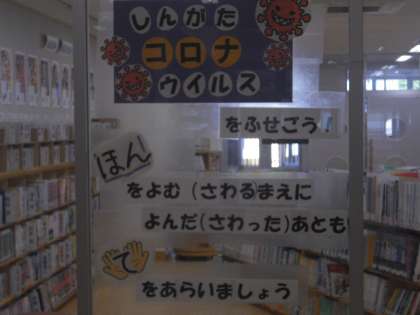 しんがた
コロナ
ウイルス
をふせごう!
ほん
をよむ(さわる)まえに
よんだ(さわった)あとも
て
をあらいましょう